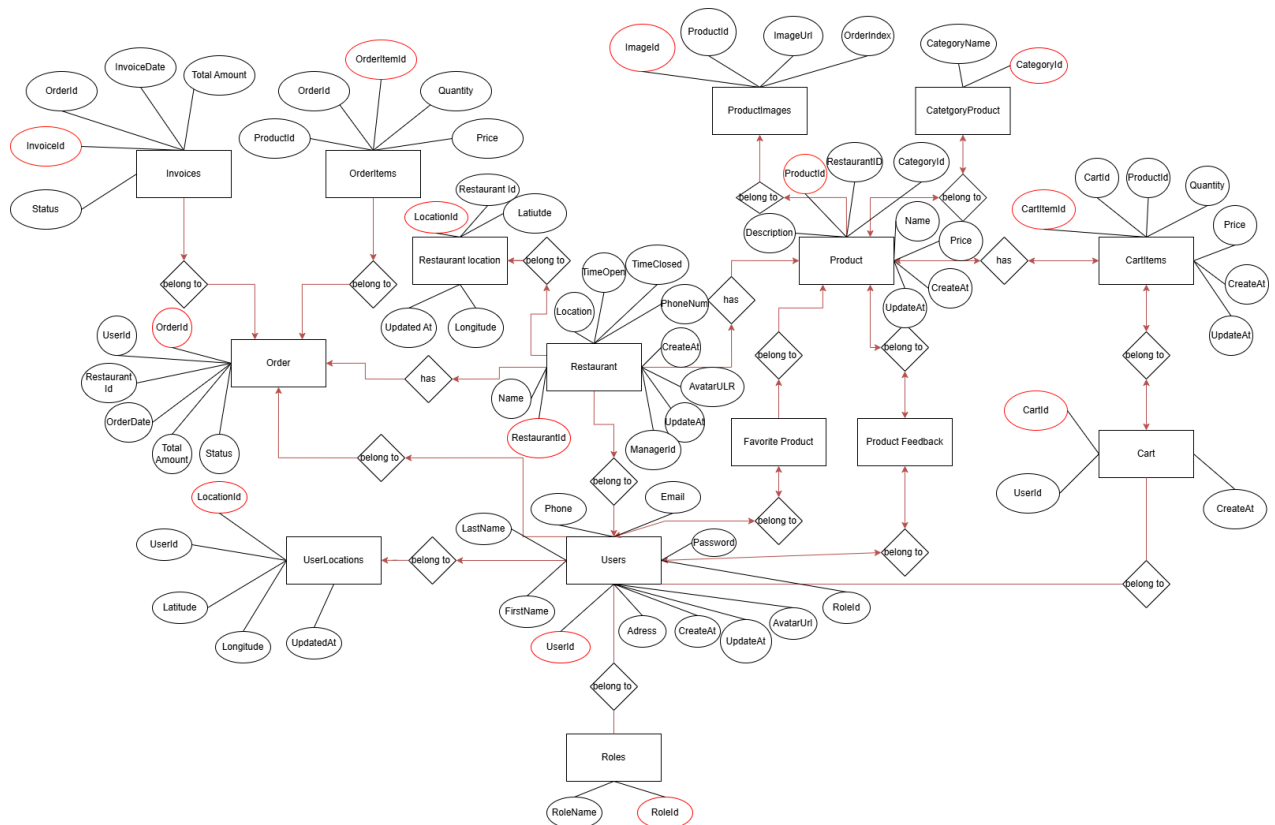 ProductId
ImageUrl
OrderIndex
ImageId
CategoryName
CategoryId
InvoiceDate
Total Amount
OrderItemId
OrderId
OrderId
Quantity
ProductImages
CatetgoryProduct
InvoiceId
ProductId
Price
Invoices
OrderItems
RestaurantID
CategoryId
ProductId
belong to
belong to
CartId
ProductId
Quantity
CartItemId
Status
Restaurant Id
LocationId
Latiutde
Description
Name
Price
Price
Restaurant location
belong to
Product
has
CartItems
TimeOpen
TimeClosed
belong to
belong to
CreateAt
CreateAt
Location
PhoneNum
has
UpdateAt
UpdateAt
Updated At
Longitude
OrderId
UserId
Order
CreateAt
belong to
belong to
belong to
Restaurant
has
Restaurant
Id
AvatarULR
Name
OrderDate
UpdateAt
CartId
RestaurantId
ManagerId
Total
Amount
Status
Favorite Product
Product Feedback
Cart
belong to
belong to
LocationId
UserId
Phone
Email
CreateAt
LastName
belong to
Password
UserId
UserLocations
belong to
Users
belong to
belong to
Latitude
FirstName
RoleId
Longitude
UpdatedAt
UserId
Adress
CreateAt
UpdateAt
AvatarUrl
belong to
Roles
RoleName
RoleId